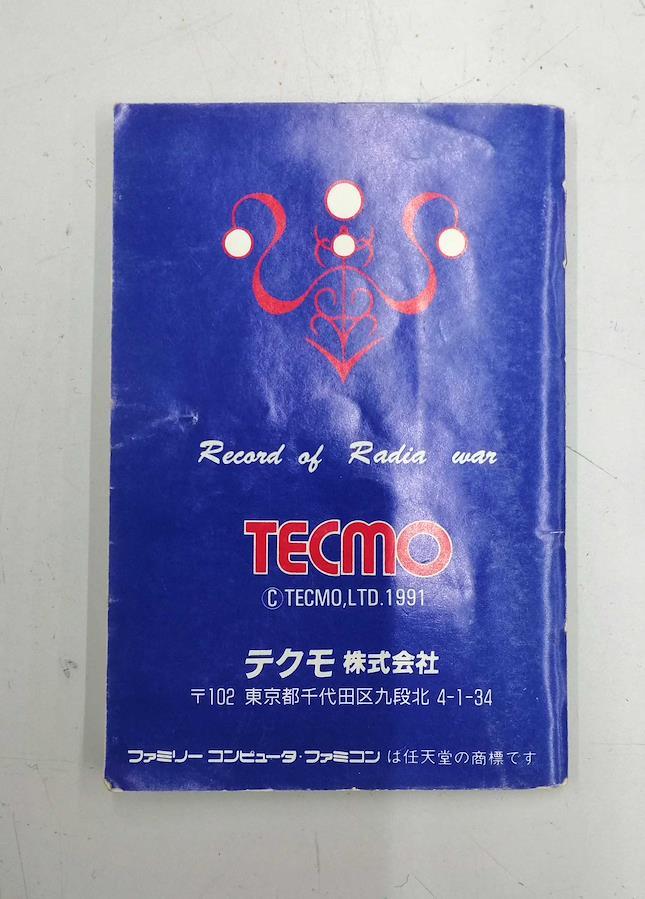 Record of Radia war
TECMO
©TECMO,LTD.1991
テクモ 株式会社
〒102 東京都千代田区九段北 4-1-34
ファミリー コンピュータ・ファミコン は任天堂の商標です